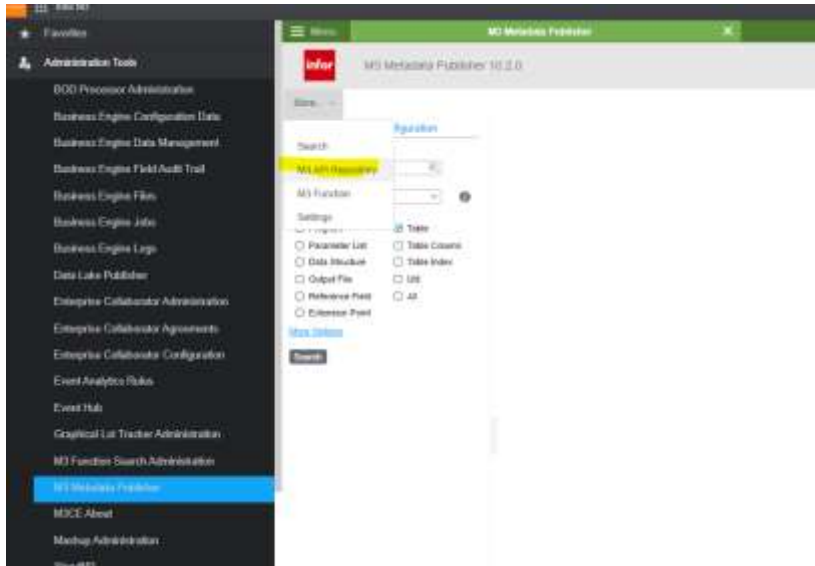 Favorites
Administration Tools
BOD Processor Administration
Business Engine Configuration Data
Business Engine Data Management
Business Engine Field Audit Trail
Business Engine Files
Business Engine Jobs
Business Engine Logs
Data Lake Publisher
Enterprise Collaborator Administration
Enterprise Collaborator Agreements
Enterprise Collaborator Configuration
Event Analytics Rules
Event Hub
Graphical Lot Tracker Administration
M3 Function Search Administration
M3 Metadata Publisher
M3CE About
Mashup Administration
Menu
M3 Metadata Publisher
infor
M3 Metadata Publisher 10.2.0
More...
Search
M3 API Repository
M3 Function
Settings
Program
Table
Parameter List
Table Column
Data Structure
Table Index
Output File
Reference Field
All
Extension Point
More Options
Search